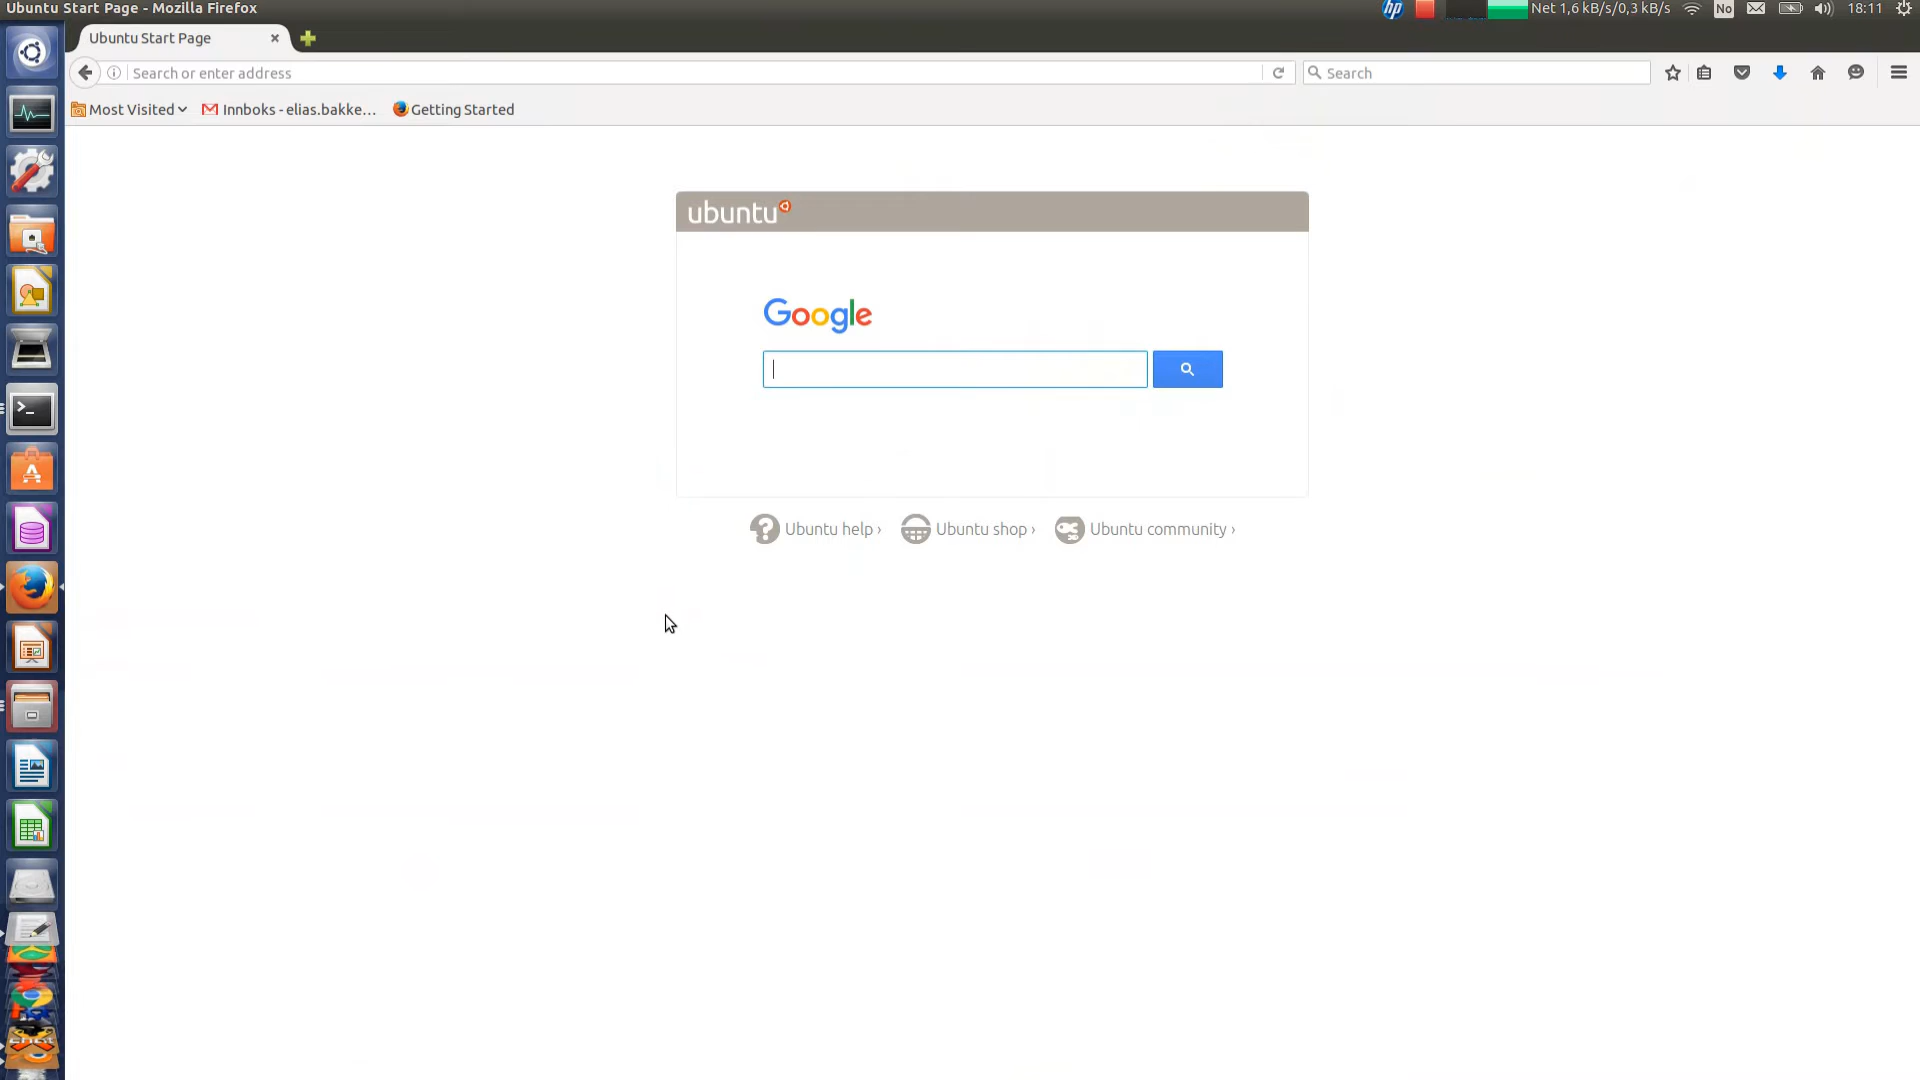 Ubuntu Start Page - Mozilla Firefox
hp
Net 1,6 kB/s/0,3 kB/s
No
18:11
Ubuntu Start Page
Search or enter address
Search
Most Visited
Innboks - elias.bakke...
Getting Started
ubuntu
Google
Ubuntu help ›
Ubuntu shop ›
Ubuntu community ›